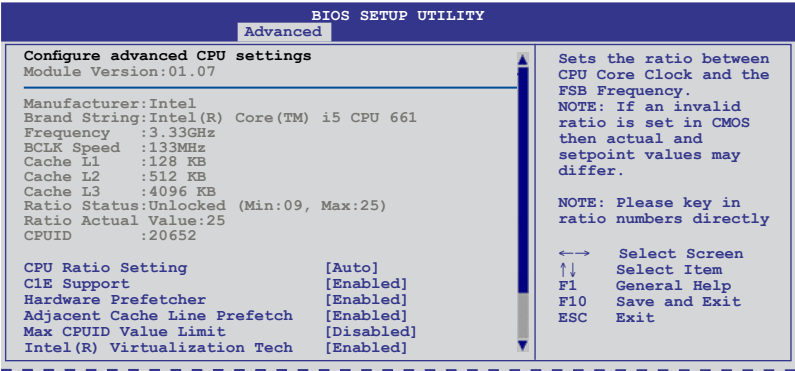 BIOS SETUP UTILITY
Advanced
Configure advanced CPU settings
Module Version:01.07
Manufacturer:Intel
Brand String:Intel(R) Core(TM) i5 CPU 661
Frequency :3.33GHz
BCLK Speed :133MHz
Cache L1 :128 KB
Cache L2 :512 KB
Cache L3 :4096 KB
Ratio Status:Unlocked (Min:09, Max:25)
Ratio Actual Value:25
CPUID :20652
CPU Ratio Setting [Auto]
C1E Support [Enabled]
Hardware Prefetcher [Enabled]
Adjacent Cache Line Prefetch [Enabled]
Max CPUID Value Limit [Disabled]
Intel(R) Virtualization Tech [Enabled]
Sets the ratio between
CPU Core Clock and the
FSB Frequency.
NOTE: If an invalid
ratio is set in CMOS
then actual and
setpoint values may
differ.
NOTE: Please key in
ratio numbers directly
←→ Select Screen
↑↓ Select Item
F1 General Help
F10 Save and Exit
ESC Exit